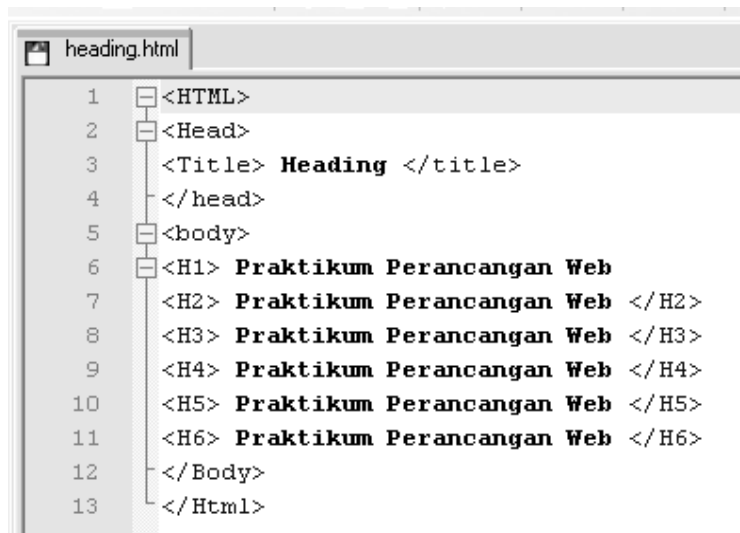 heading.html
1 <HTML>
2 <Head>
3 <Title> Heading </title>
4 </head>
5 <body>
6 <H1> Praktikum Perancangan Web
7 <H2> Praktikum Perancangan Web </H2>
8 <H3> Praktikum Perancangan Web </H3>
9 <H4> Praktikum Perancangan Web </H4>
10 <H5> Praktikum Perancangan Web </H5>
11 <H6> Praktikum Perancangan Web </H6>
12 </Body>
13 </Html>